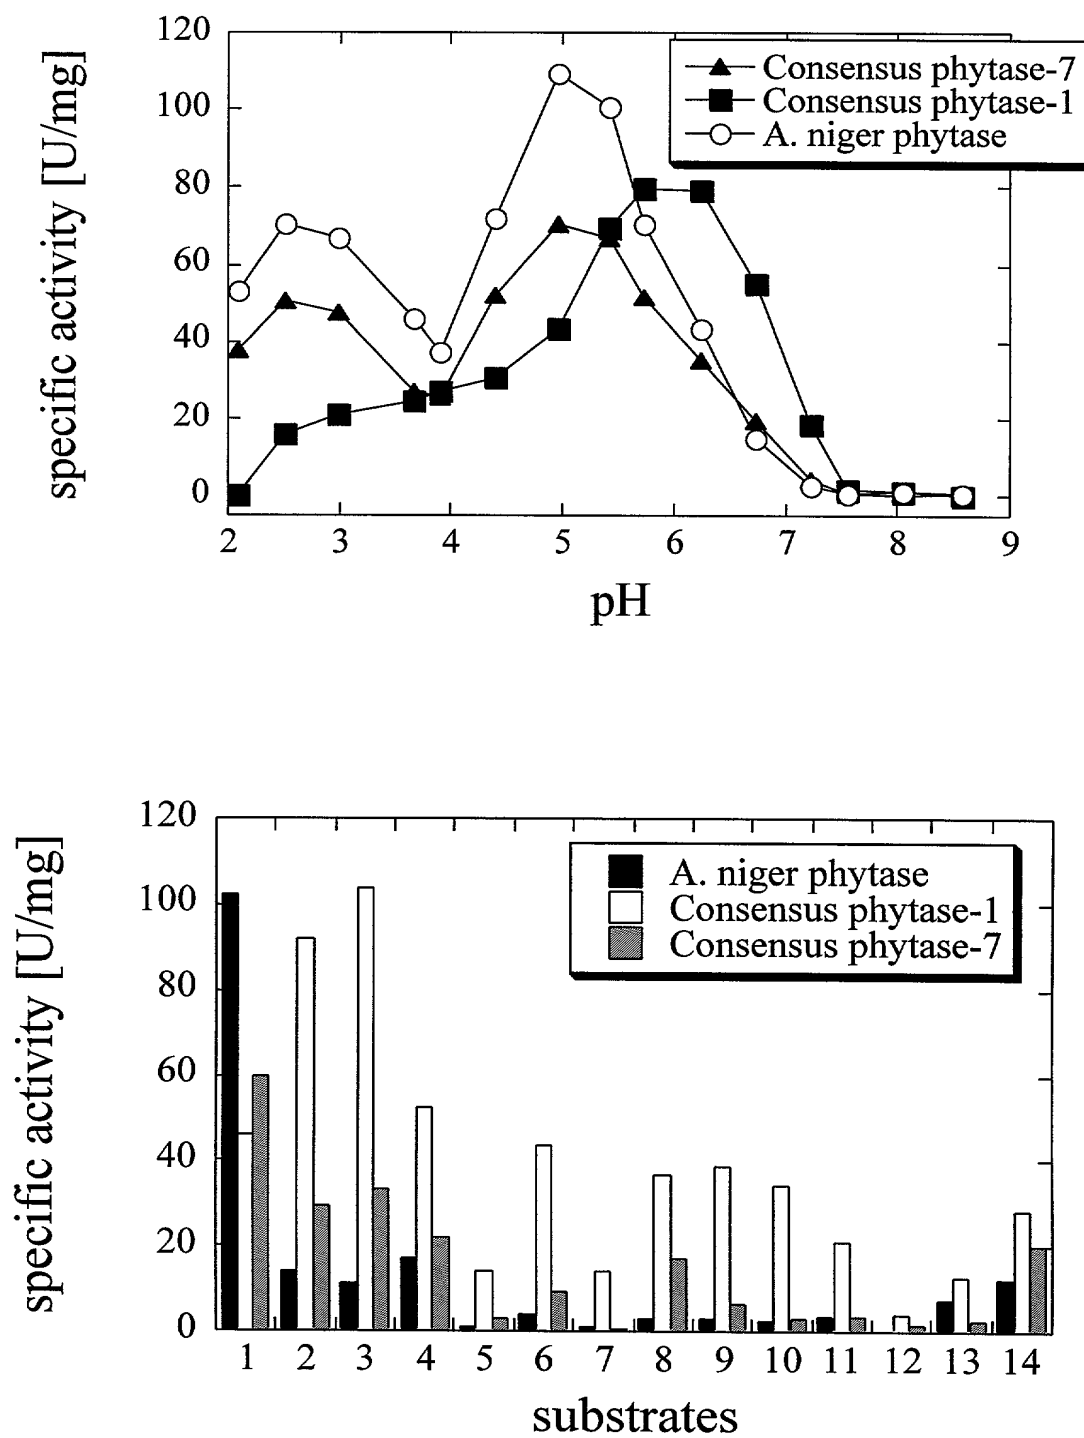 120
100
80
60
40
20
0
specific activity [U/mg]
Consensus phytase-7
Consensus phytase-1
A. niger phytase
2 3 4 5 6 7 8 9
pH
120
100
80
60
40
20
0
specific activity [U/mg]
A. niger phytase
Consensus phytase-1
Consensus phytase-7
1 2 3 4 5 6 7 8 9 10 11 12 13 14
substrates